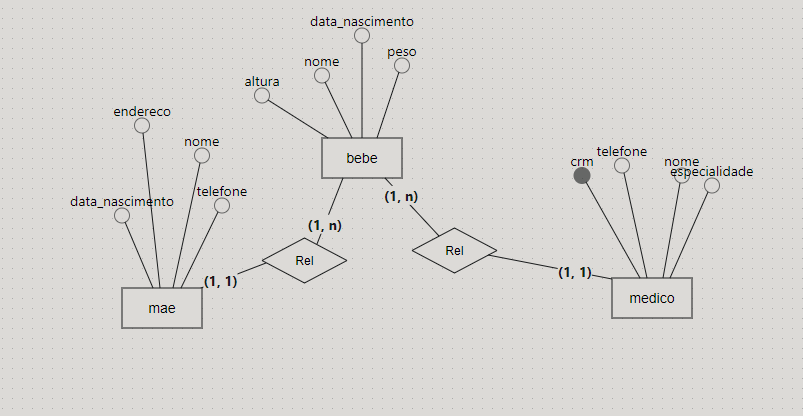 data_nascimento
nome
peso
altura
endereco
nome
telefone
data_nascimento
bebe
crm
telefone
nome
especialidade
(1, n)
(1, n)
Rel
Rel
(1, 1)
(1, 1)
mae
medico